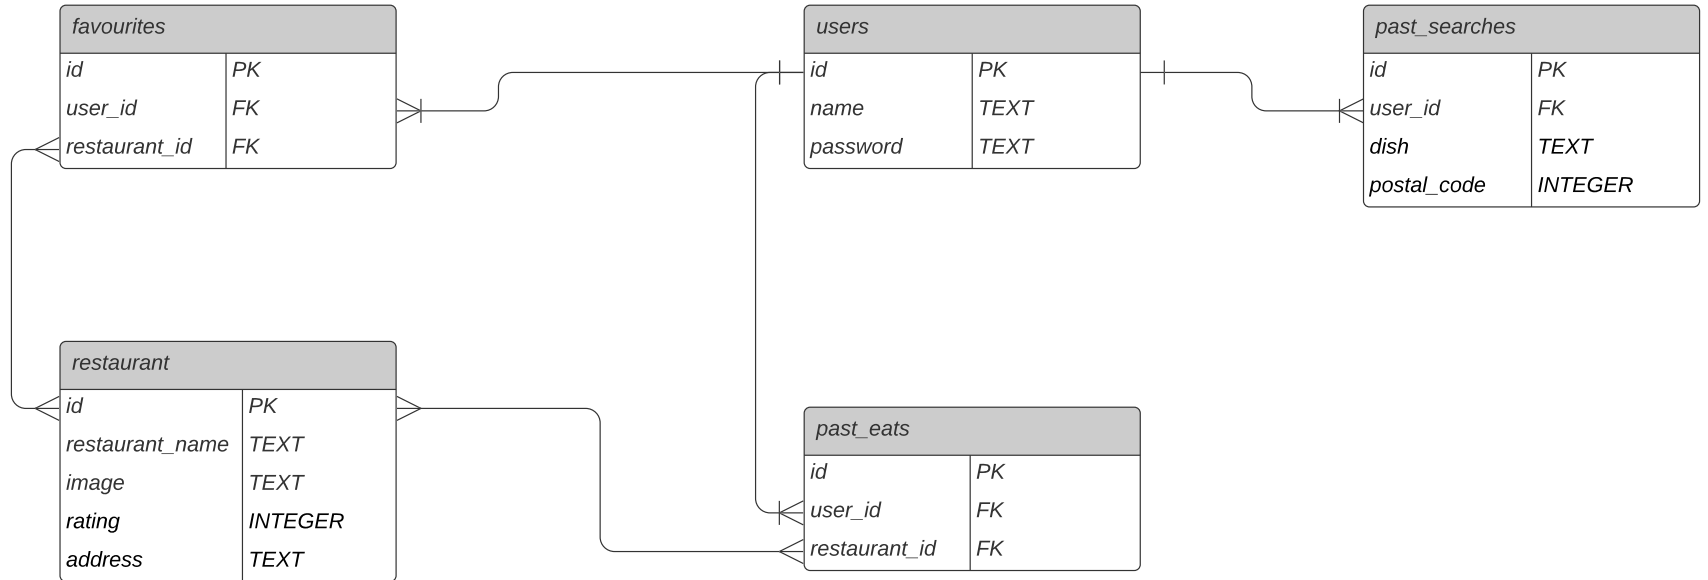 favourites
id PK
user_id FK
restaurant_id FK
users
id PK
name TEXT
password TEXT
past_searches
id PK
user_id FK
dish TEXT
postal_code INTEGER
restaurant
id PK
restaurant_name TEXT
image TEXT
rating INTEGER
address TEXT
past_eats
id PK
user_id FK
restaurant_id FK